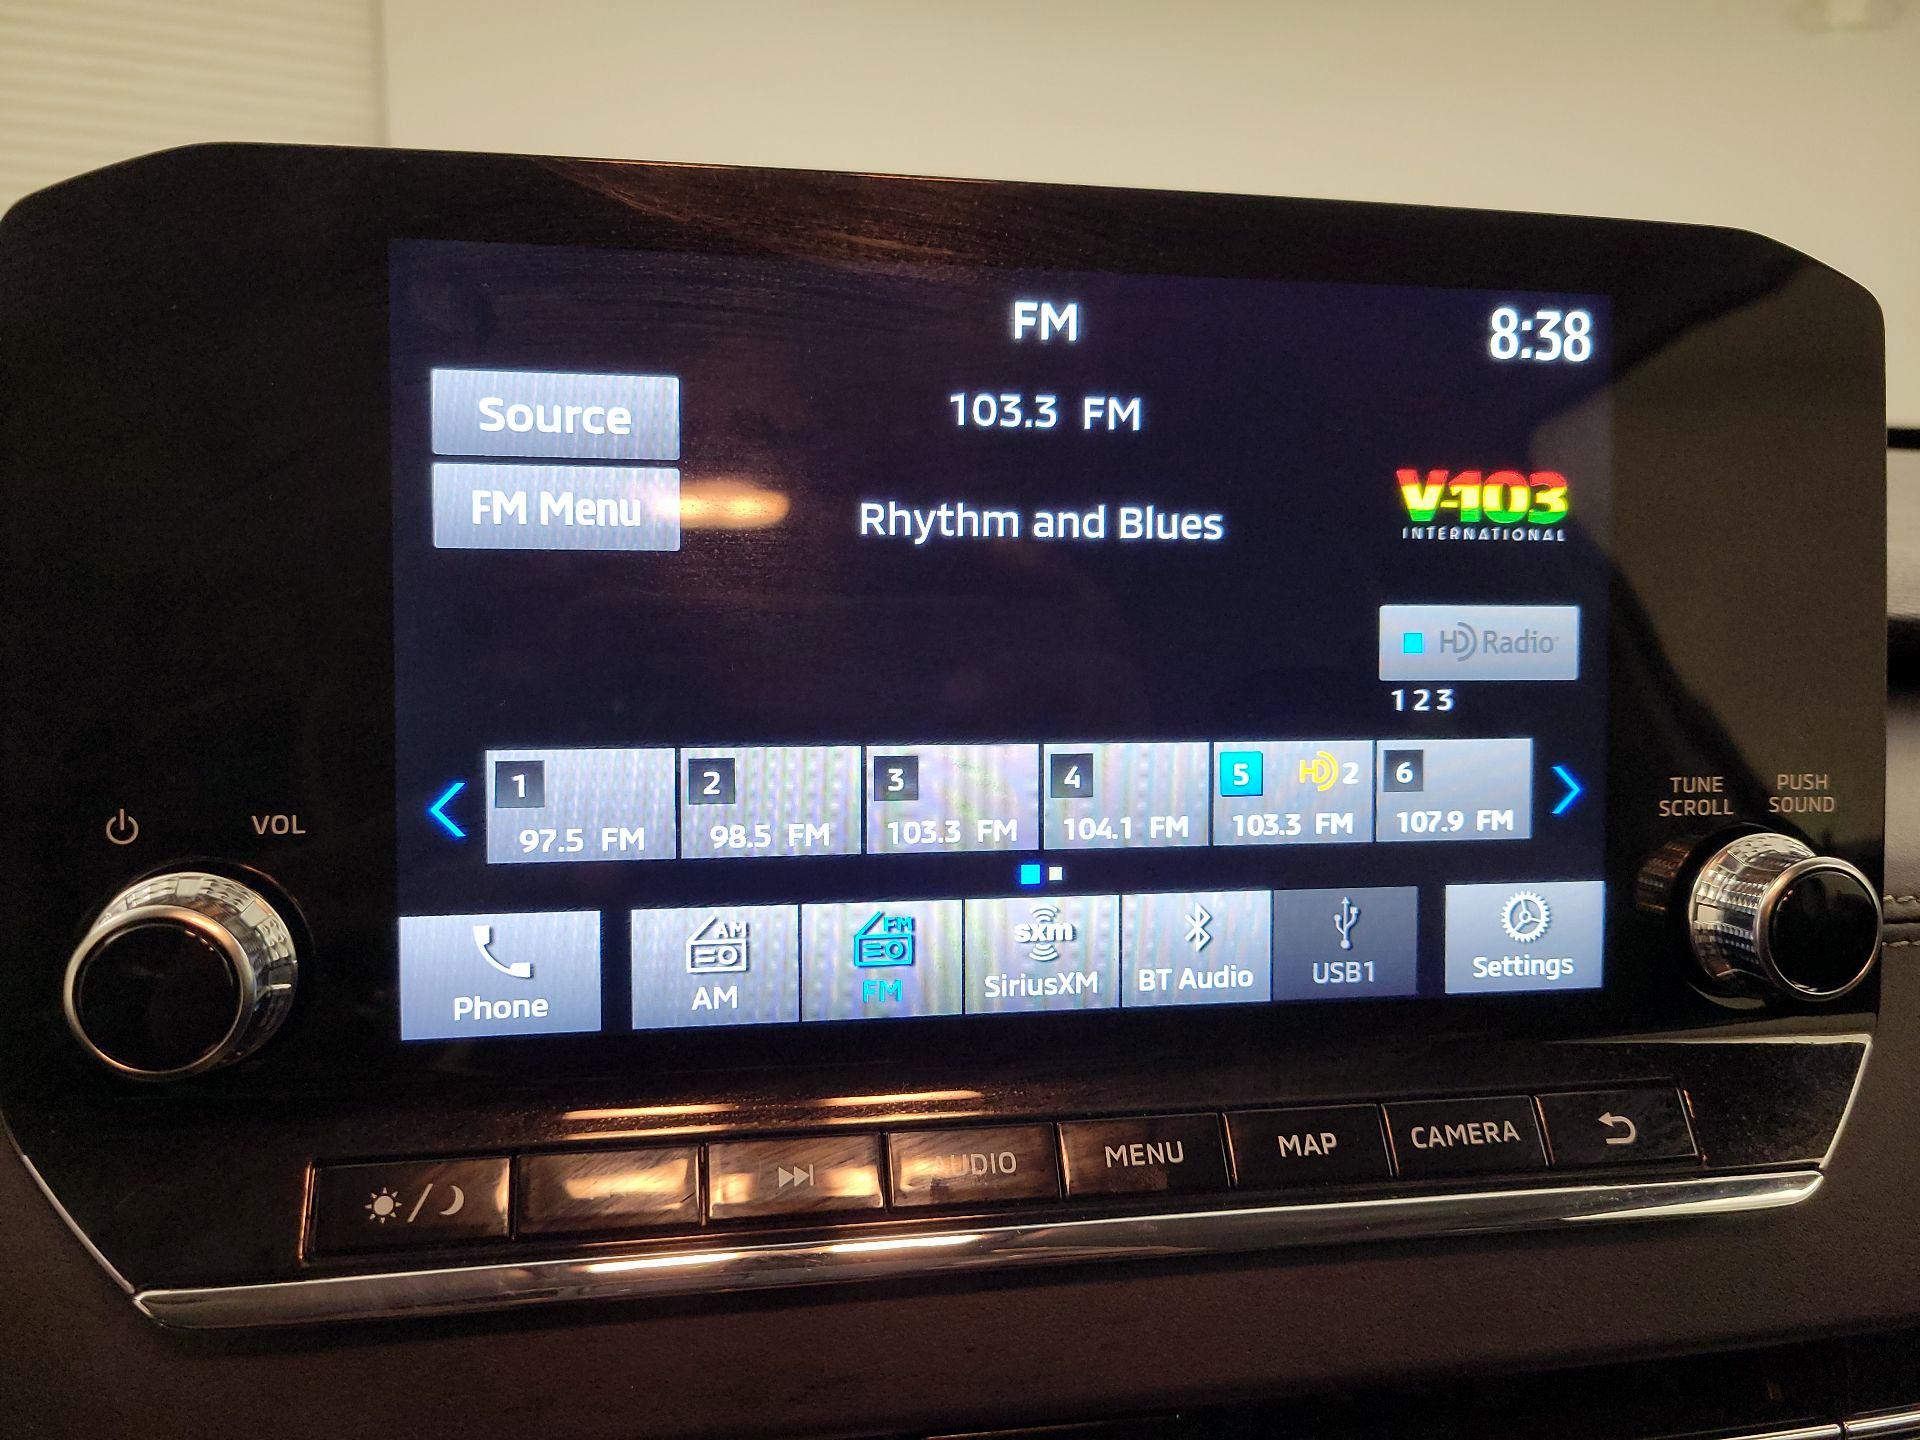 FM
8:38
Source
103.3 FM
FM Menu
Rhythm and Blues
V-103
INTERNATIONAL
HD Radio
1 2 3
1
97.5 FM
2
98.5 FM
3
103.3 FM
4
104.1 FM
5 HD 2
103.3 FM
6
107.9 FM
VOL
TUNE
SCROLL
PUSH
SOUND
Phone
AM
AM
FM
FM
sxm
SiriusXM
BT Audio
USB1
Settings
AUDIO
MENU
MAP
CAMERA